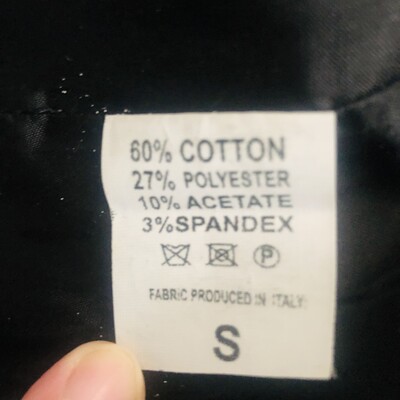 60% COTTON
27% POLYESTER
10% ACETATE
3%SPANDEX
P
FABRIC PRODUCED IN ITALY
S